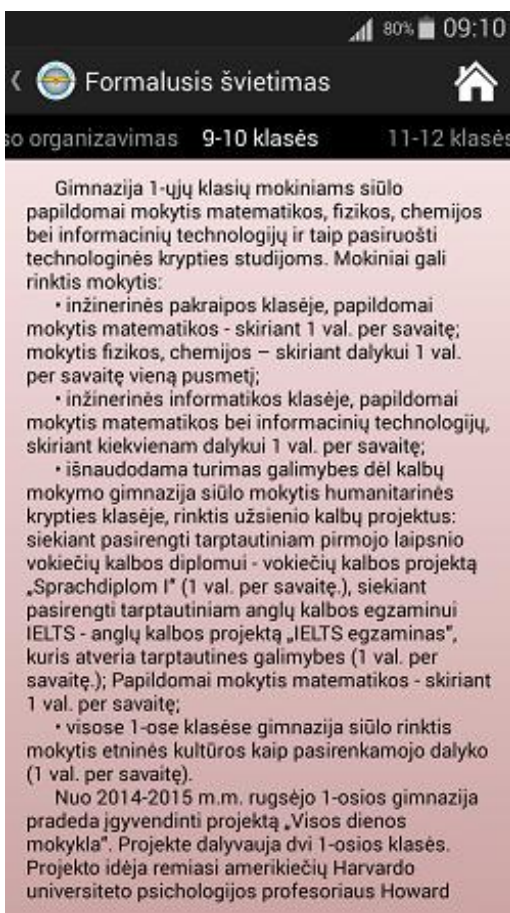 80% 09:10
Formalusis švietimas
so organizavimas 9-10 klasės 11-12 klasės
Gimnazija 1-ųjų klasių mokiniams siūlo
papildomai mokytis matematikos, fizikos, chemijos
bei informacinių technologijų ir taip pasiruošti
technologinės krypties studijoms. Mokiniai gali
rinktis mokytis:
• inžinerinės pakraipos klasėje, papildomai
mokytis matematikos - skiriant 1 val. per savaitę;
mokytis fizikos, chemijos – skiriant dalykui 1 val.
per savaitę vieną pusmetį;
• inžinerinės informatikos klasėje, papildomai
mokytis matematikos bei informacinių technologijų,
skiriant kiekvienam dalykui 1 val. per savaitę;
• išnaudodama turimas galimybes dėl kalbų
mokymo gimnazija siūlo mokytis humanitarinės
krypties klasėje, rinktis užsienio kalbų projektus:
siekiant pasirengti tarptautiniam pirmojo laipsnio
vokiečių kalbos diplomui - vokiečių kalbos projektą
„Sprachdiplom I" (1 val. per savaitę.), siekiant
pasirengti tarptautiniam anglų kalbos egzaminui
IELTS - anglų kalbos projektą „IELTS egzaminas",
kuris atveria tarptautines galimybes (1 val. per
savaitę.); Papildomai mokytis matematikos - skiriant
1 val. per savaitę;
• visose 1-ose klasėse gimnazija siūlo rinktis
mokytis etninės kultūros kaip pasirenkamojo dalyko
(1 val. per savaitę).
Nuo 2014-2015 m.m. rugsėjo 1-osios gimnazija
pradeda įgyvendinti projektą „Visos dienos
mokykla". Projekte dalyvauja dvi 1-osios klasės.
Projekto idėja remiasi amerikiečių Harvardo
universiteto psichologijos profesoriaus Howard